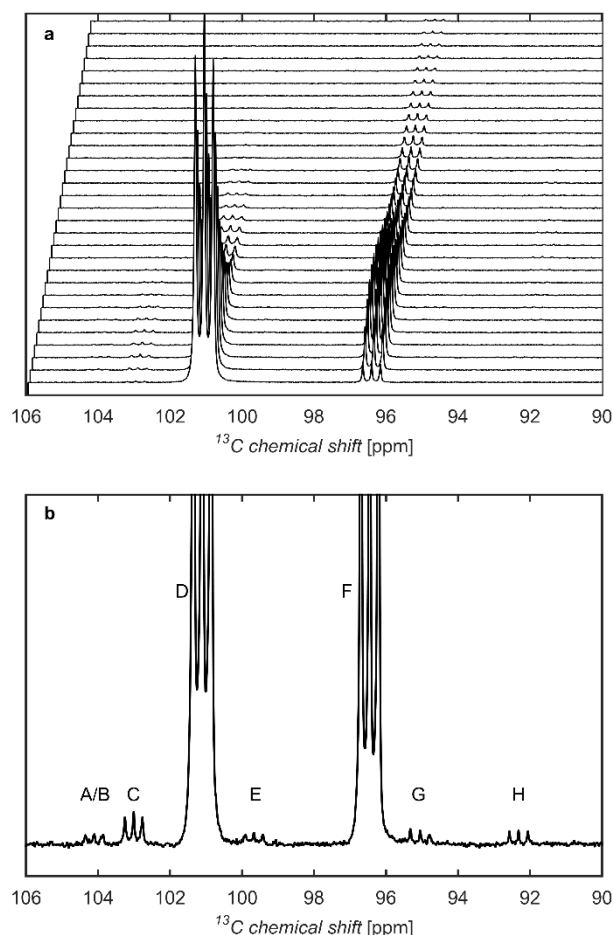 a
106 104 102 100 98 96 94 92 90
13C chemical shift [ppm]
b
D F
A/B C E G H
106 104 102 100 98 96 94 92 90
13C chemical shift [ppm]